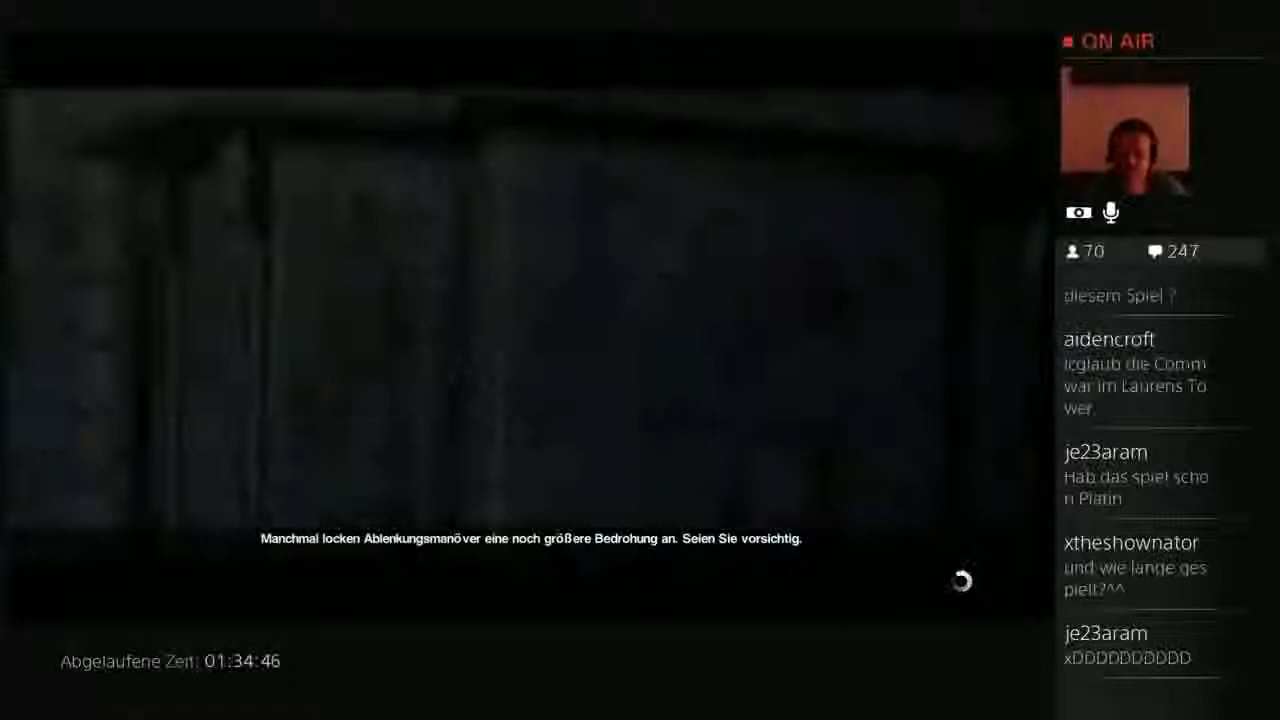 ON AIR
70 247
diesem Spiel ?
aidencroft
icglaub die Comm
war im Laurens To
wer.
je23aram
Hab das spiel scho
n Platin
xtheshownator
und wie lange ges
pielt?^^
je23aram
xDDDDDDDDDD
Manchmal locken Ablenkungsmanöver eine noch größere Bedrohung an. Seien Sie vorsichtig.
Abgelaufene Zeit: 01:34:46